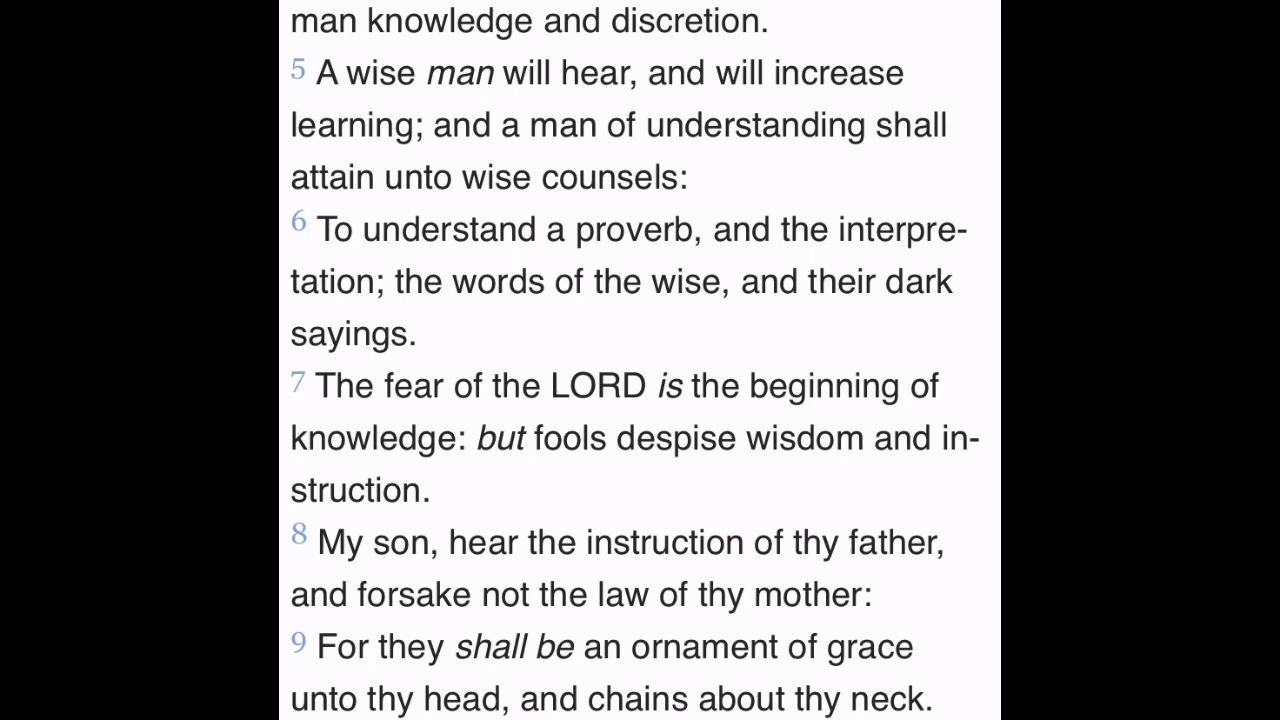 man knowledge and discretion.
5 A wise man will hear, and will increase
learning; and a man of understanding shall
attain unto wise counsels:
6 To understand a proverb, and the interpre-
tation; the words of the wise, and their dark
sayings.
7 The fear of the LORD is the beginning of
knowledge: but fools despise wisdom and in-
struction.
8 My son, hear the instruction of thy father,
and forsake not the law of thy mother:
9 For they shall be an ornament of grace
unto thy head, and chains about thy neck.